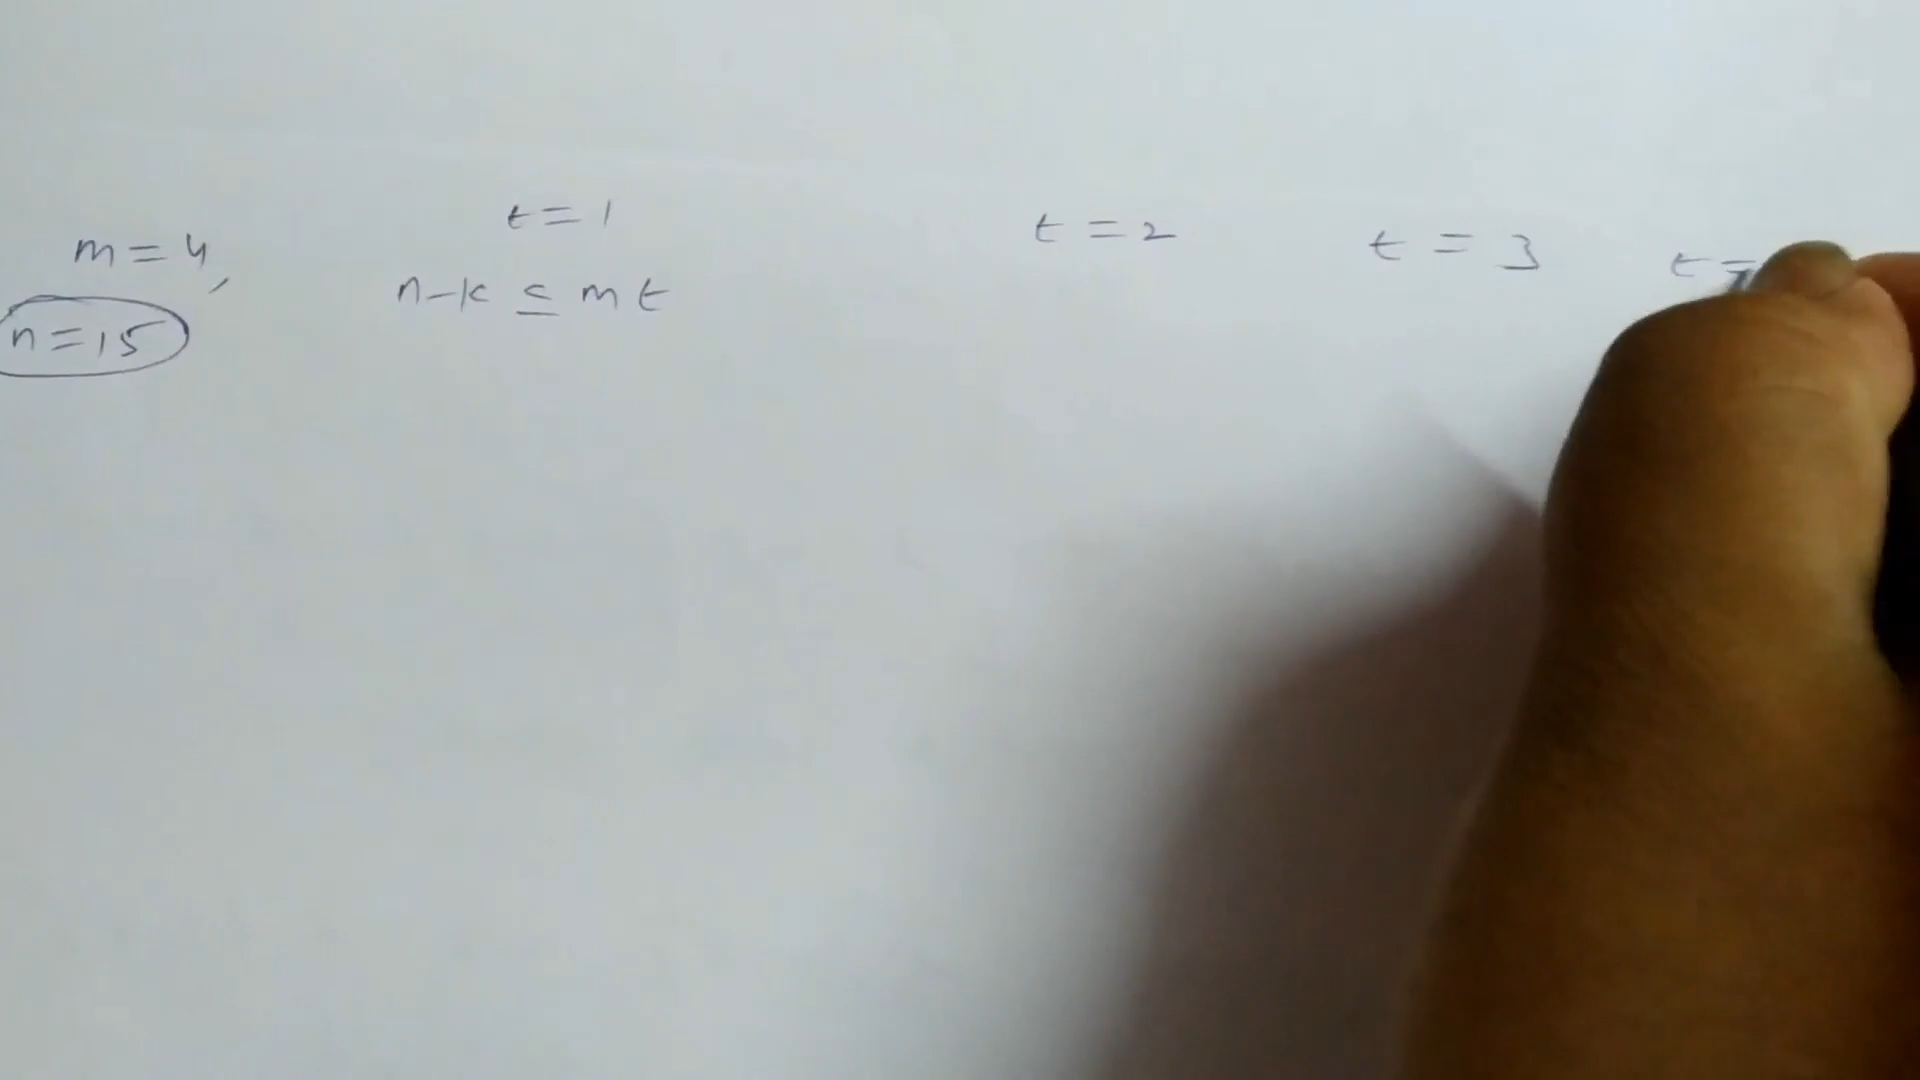 m = 4,
n = 15
t = 1
n-k ≤ mt
t = 2
t = 3
t =